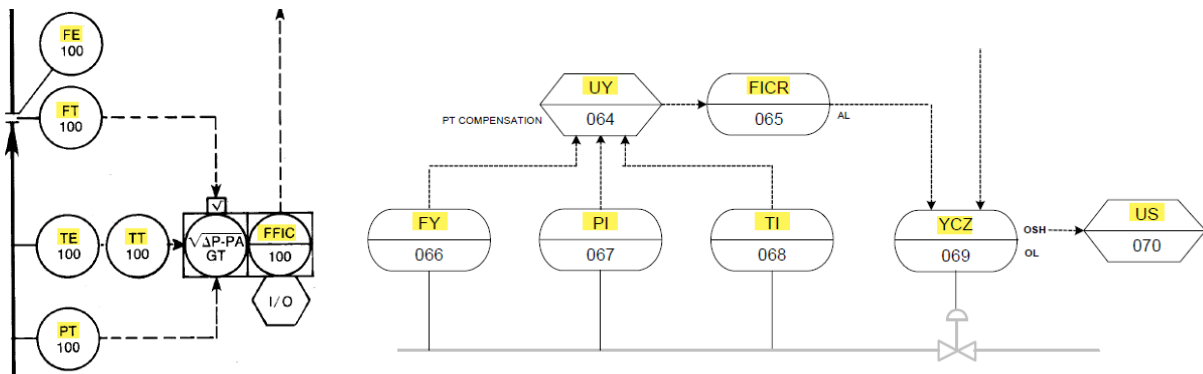 FE
100
FT
100
TE
100
TT
100
√
√ΔP-PA
GT
FFIC
100
I/O
PT
100
UY
064
PT COMPENSATION
FICR
065
AL
FY
066
PI
067
TI
068
YCZ
069
OSH
OL
US
070